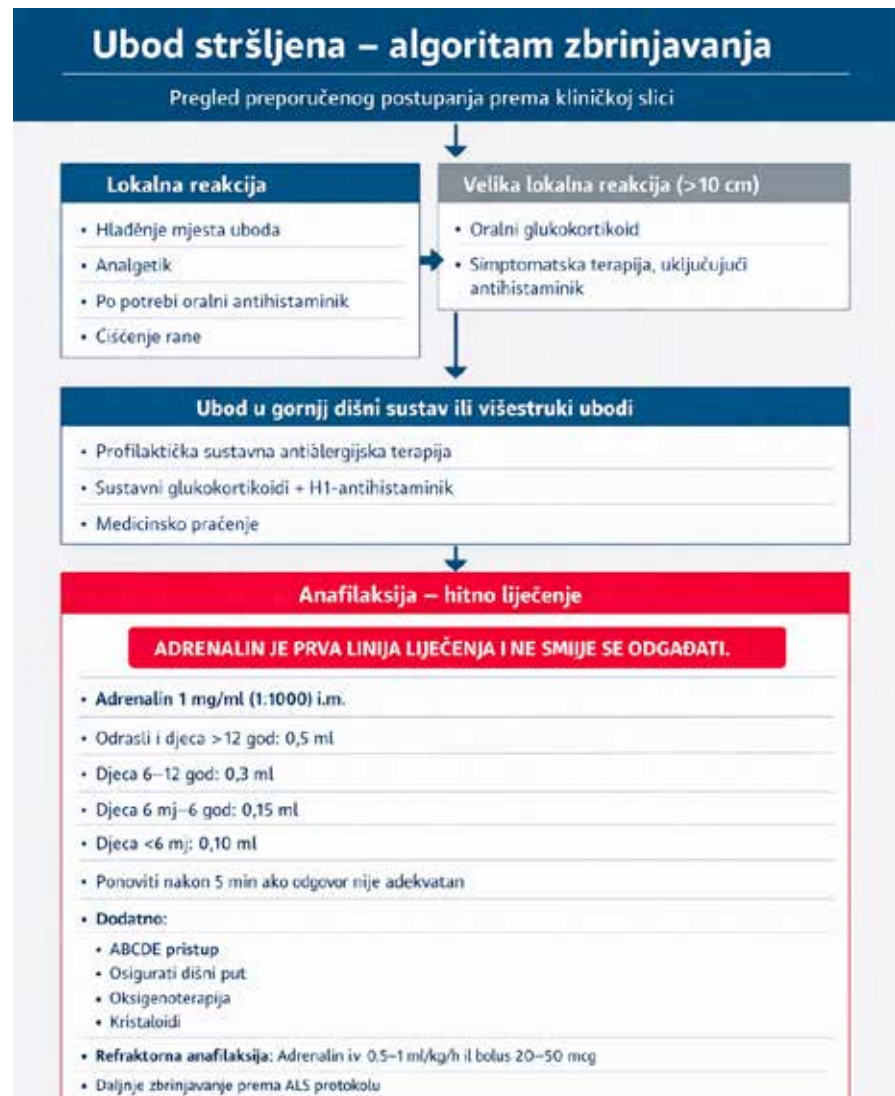 Ubod stršljena – algoritam zbrinjavanja
Pregled preporučenog postupanja prema kliničkoj slici
Lokalna reakcija
• Hlađěnje mjesta uboda
• Analgetik
• Po potrebi oralni antihistaminik
• Čišćenje rane
Velika lokalna reakcija (>10 cm)
• Oralni glukokortikoid
• Simptomatska terapija, uključujući
antihistaminik
Ubod u gornjj dišni sustav ili višestruki ubodi
• Profilaktička sustavna antiàlergijska terapija
• Sustavni glukokortikoidi + H1-antihistaminik
• Medicinsko praćenje
Anafilaksija – hitno liječenje
ADRENALIN JE PRVA LINIJA LIJEČENJA I NE SMIJE SE ODGAĐATI.
• Adrenalin 1 mg/ml (1:1000) i.m.
• Odrasli i djeca >12 god: 0,5 ml
• Djeca 6–12 god: 0,3 ml
• Djeca 6 mj–6 god: 0,15 ml
• Djeca <6 mj: 0,10 ml
• Ponoviti nakon 5 min ako odgovor nije adekvatan
• Dodatno:
• ABCDE pristup
• Osigurati dišni put
• Oksigenoterapija
• Kristaloidi
• Refraktorna anafilaksija: Adrenalin iv 0.5–1 ml/kg/h il bolus 20–50 mcg
• Daljnje zbrinjavanje prema ALS protokolu